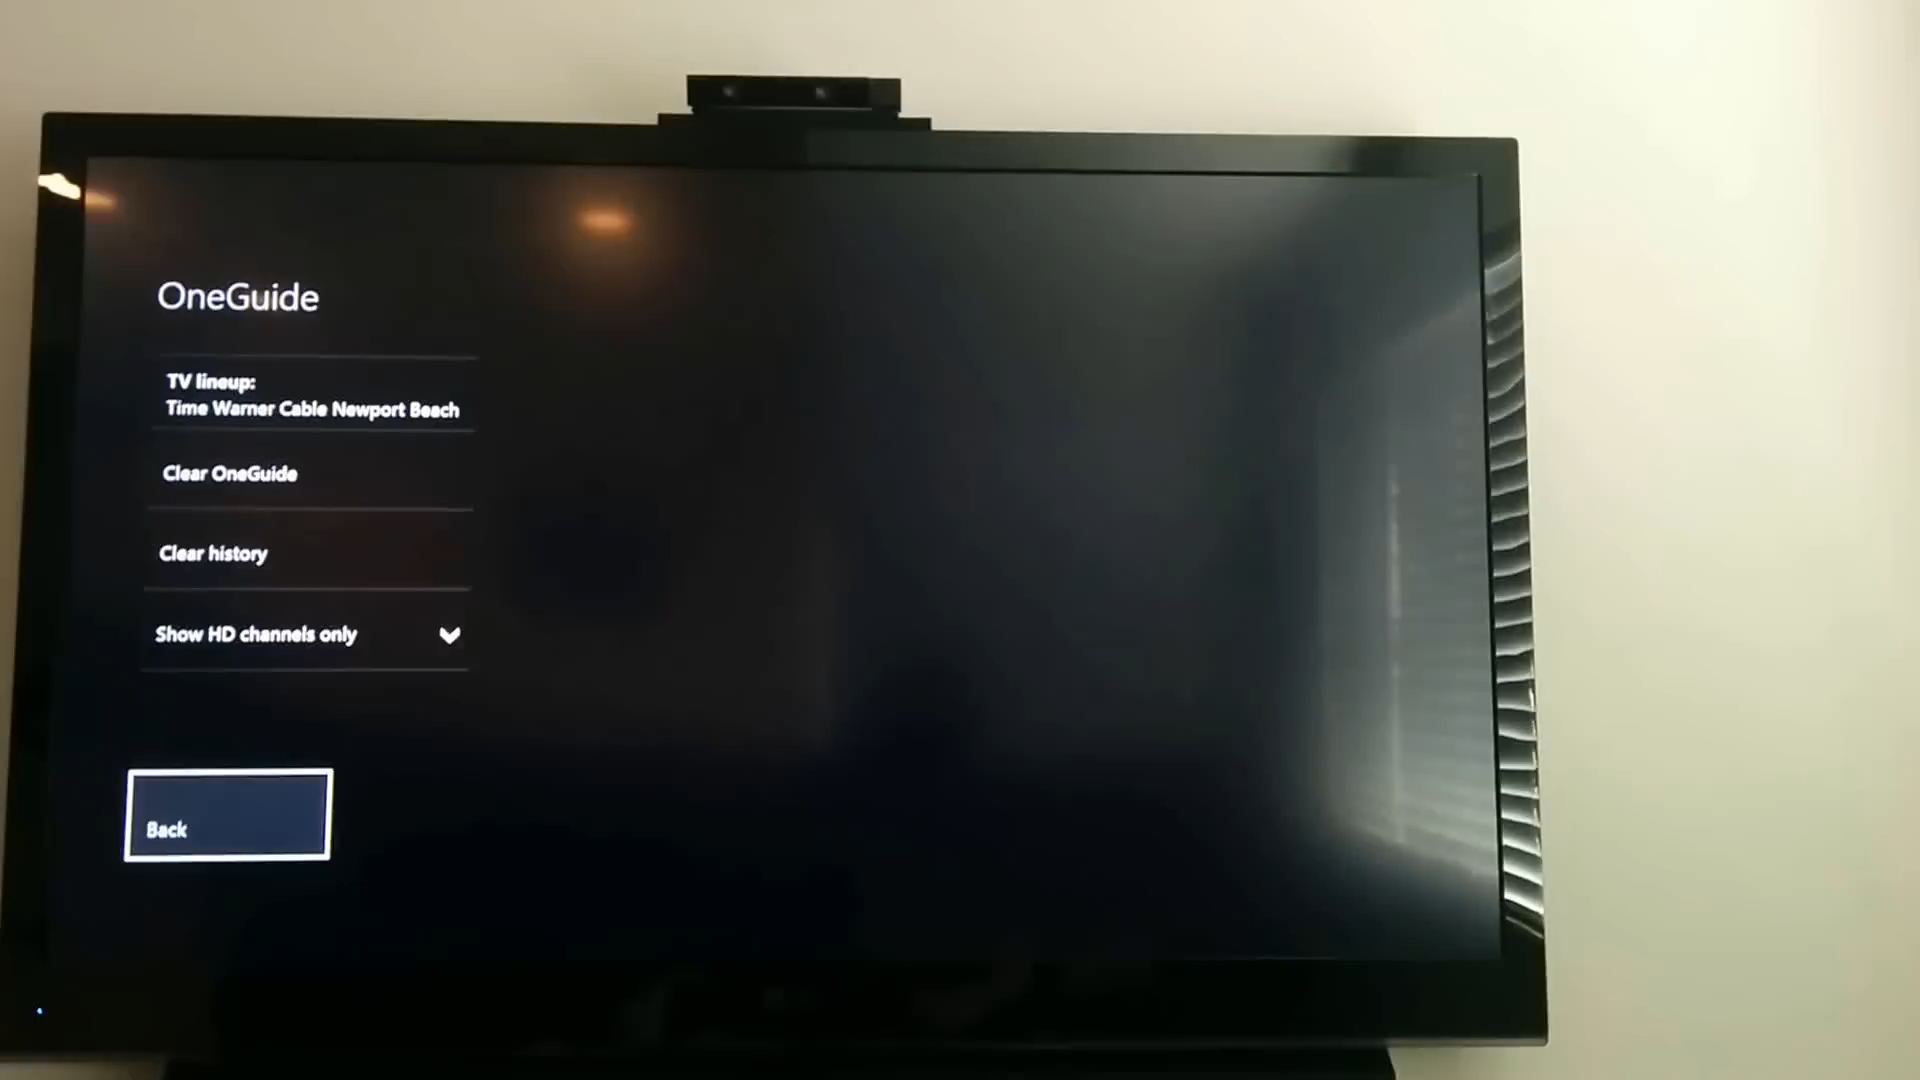 OneGuide
TV lineup:
Time Warner Cable Newport Beach
Clear OneGuide
Clear history
Show HD channels only
Back